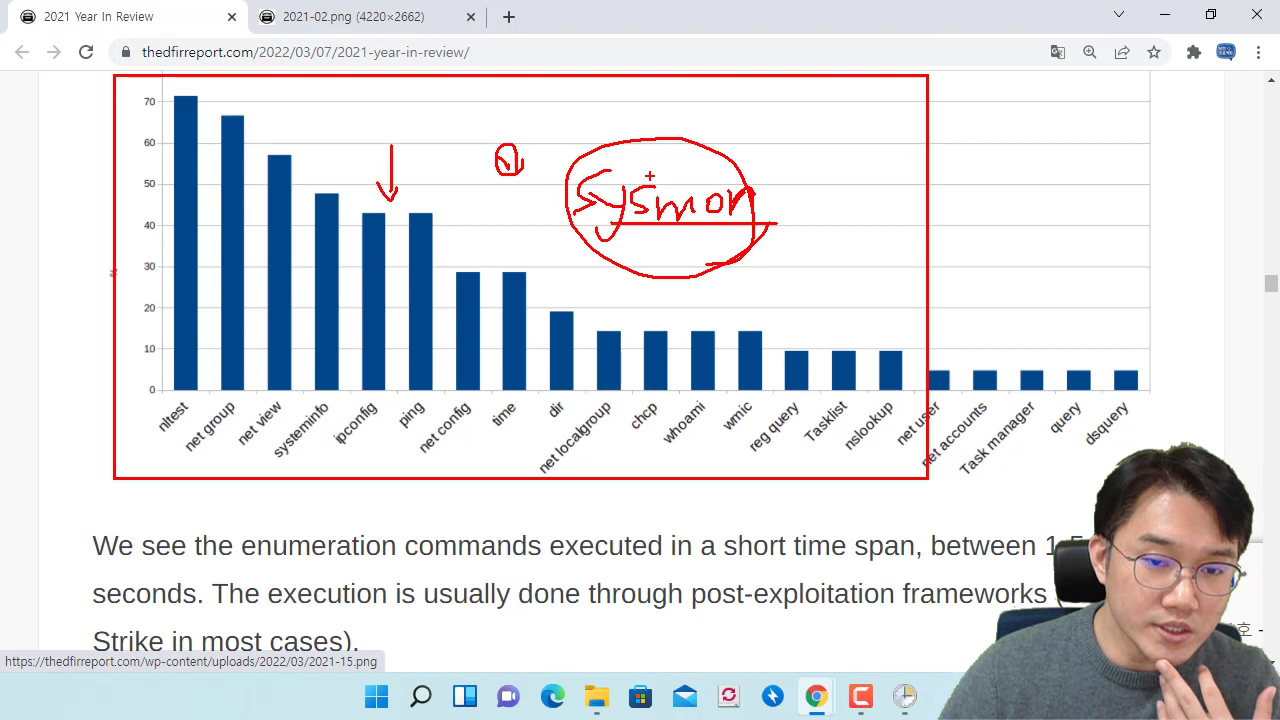 2021 Year In Review
2021-02.png (4220×2662)
thedfirreport.com/2022/03/07/2021-year-in-review/
70
60
50
40
30
20
10
0
Sysmon
nltest
net group
net view
systeminfo
ipconfig
ping
net config
time
dir
net localgroup
chcp
whoami
wmic
reg query
Tasklist
nslookup
net user
net accounts
Task manager
query
dsquery
We see the enumeration commands executed in a short time span, between 1-5
seconds. The execution is usually done through post-exploitation frameworks (
Strike in most cases).
https://thedfirreport.com/wp-content/uploads/2022/03/2021-15.png